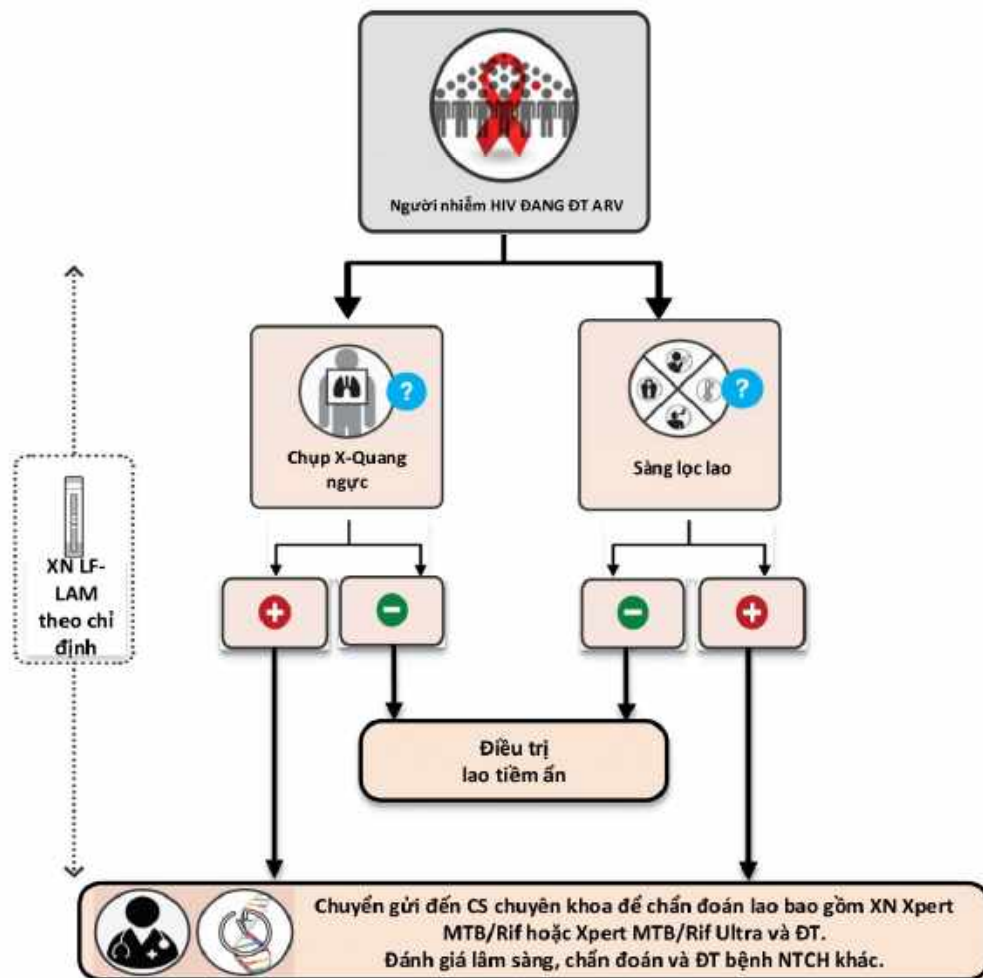 Người nhiễm HIV ĐANG ĐT ARV
?
Chụp X-Quang
ngực
?
Sàng lọc lao
XN LF-
LAM
theo chỉ
định
Điều trị
lao tiềm ẩn
Chuyển gửi đến CS chuyên khoa để chẩn đoán lao bao gồm XN Xpert
MTB/Rif hoặc Xpert MTB/Rif Ultra và ĐT.
Đánh giá lâm sàng, chẩn đoán và ĐT bệnh NTCH khác.